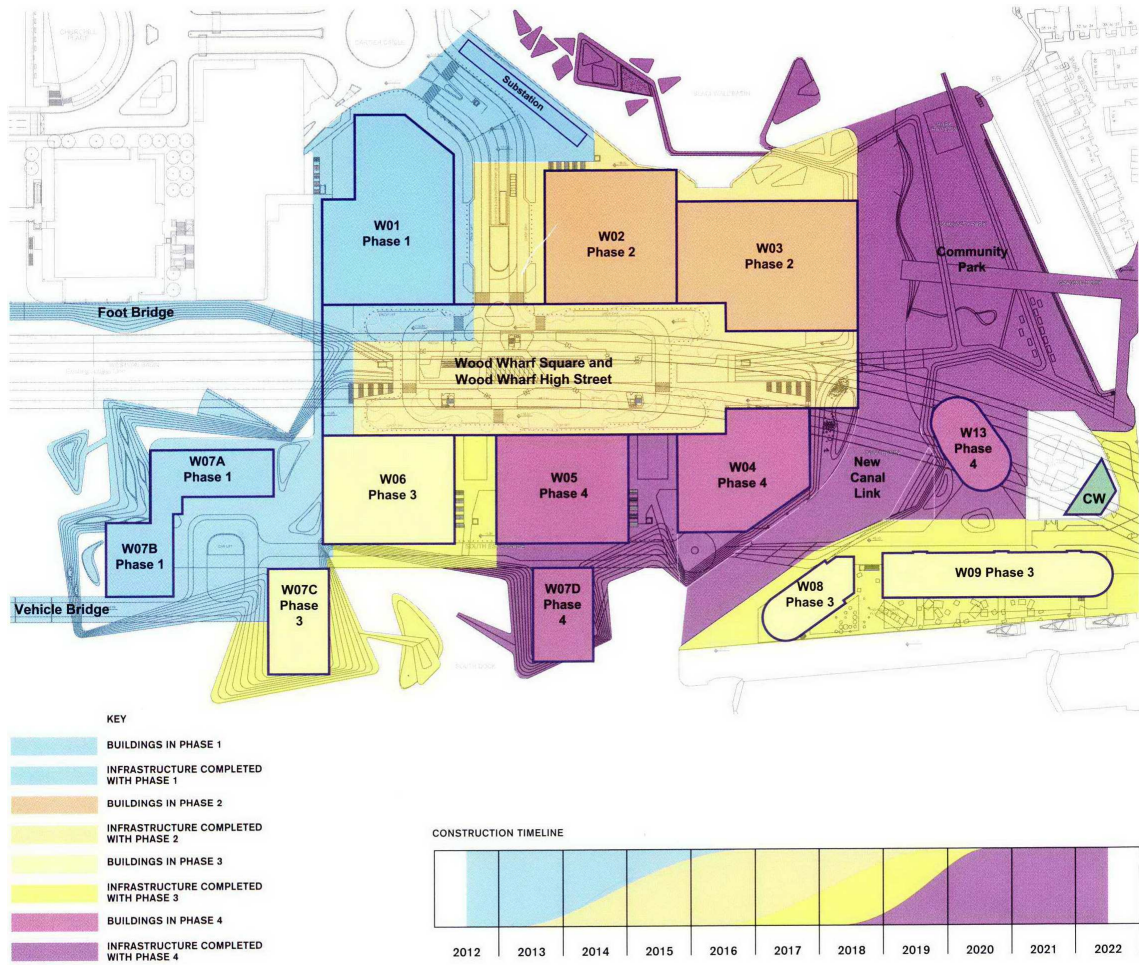 Substation
W01
Phase 1
W02
Phase 2
W03
Phase 2
Community
Park
Foot Bridge
Wood Wharf Square and
Wood Wharf High Street
W07A
Phase 1
W06
Phase 3
W05
Phase 4
W04
Phase 4
New
Canal
Link
W13
Phase
4
CW
W07B
Phase 1
Vehicle Bridge
W07C
Phase
3
W07D
Phase
4
W08
Phase 3
W09 Phase 3
KEY
BUILDINGS IN PHASE 1
INFRASTRUCTURE COMPLETED
WITH PHASE 1
BUILDINGS IN PHASE 2
INFRASTRUCTURE COMPLETED
WITH PHASE 2
BUILDINGS IN PHASE 3
INFRASTRUCTURE COMPLETED
WITH PHASE 3
BUILDINGS IN PHASE 4
INFRASTRUCTURE COMPLETED
WITH PHASE 4
CONSTRUCTION TIMELINE
2012 2013 2014 2015 2016 2017 2018 2019 2020 2021 2022